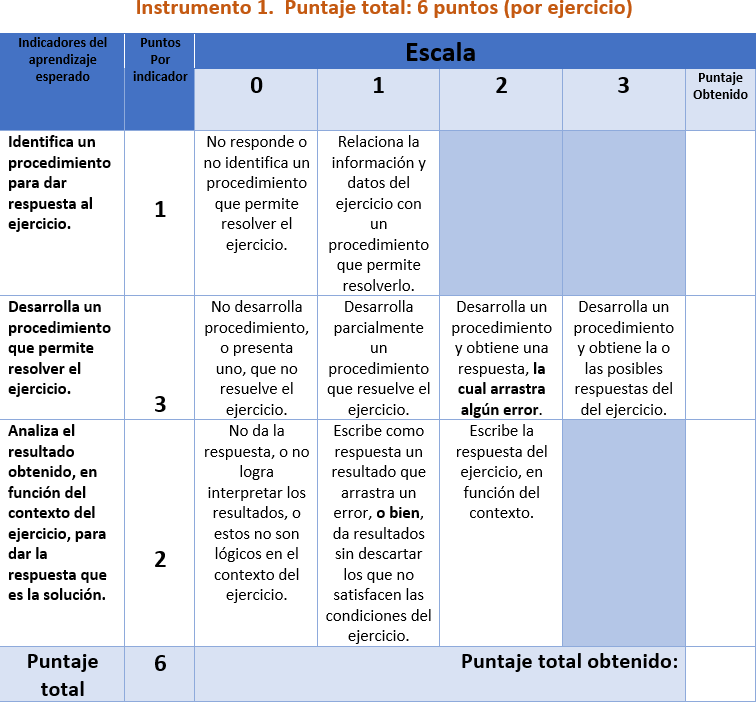 Instrumento 1. Puntaje total: 6 puntos (por ejercicio)
Indicadores del
aprendizaje
esperado
Puntos
Por
indicador
Escala
0
1
2
3
Puntaje
Obtenido
Identifica un
procedimiento
para dar
respuesta al
ejercicio.
1
No responde o
no identifica un
procedimiento
que permite
resolver el
ejercicio.
Relaciona la
información y
datos del
ejercicio con
un
procedimiento
que permite
resolverlo.
Desarrolla un
procedimiento
que permite
resolver el
ejercicio.
3
No desarrolla
procedimiento,
o presenta
uno, que no
resuelve el
ejercicio.
Desarrolla
parcialmente
un
procedimiento
que resuelve el
ejercicio.
Desarrolla un
procedimiento
y obtiene una
respuesta, la
cual arrastra
algún error.
Desarrolla un
procedimiento
y obtiene la o
las posibles
respuestas del
del ejercicio.
Analiza el
resultado
obtenido, en
función del
contexto del
ejercicio, para
dar la
respuesta que
es la solución.
2
No da la
respuesta, o no
logra
interpretar los
resultados, o
estos no son
lógicos en el
contexto del
ejercicio.
Escribe como
respuesta un
resultado que
arrastra un
error, o bien,
da resultados
sin descartar
los que no
satisfacen las
condiciones del
ejercicio.
Escribe la
respuesta del
ejercicio, en
función del
contexto.
Puntaje
total
6
Puntaje total obtenido: